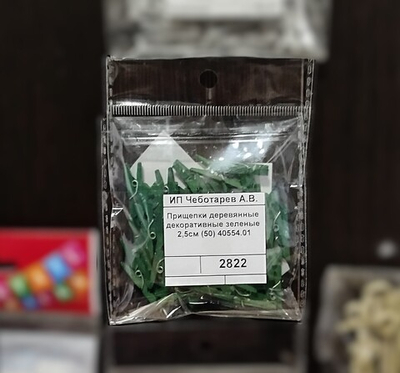 ИП Чеботарев А.В.
Прищепки деревянные
декоративные зеленые
2,5см (50) 40554.01
2822